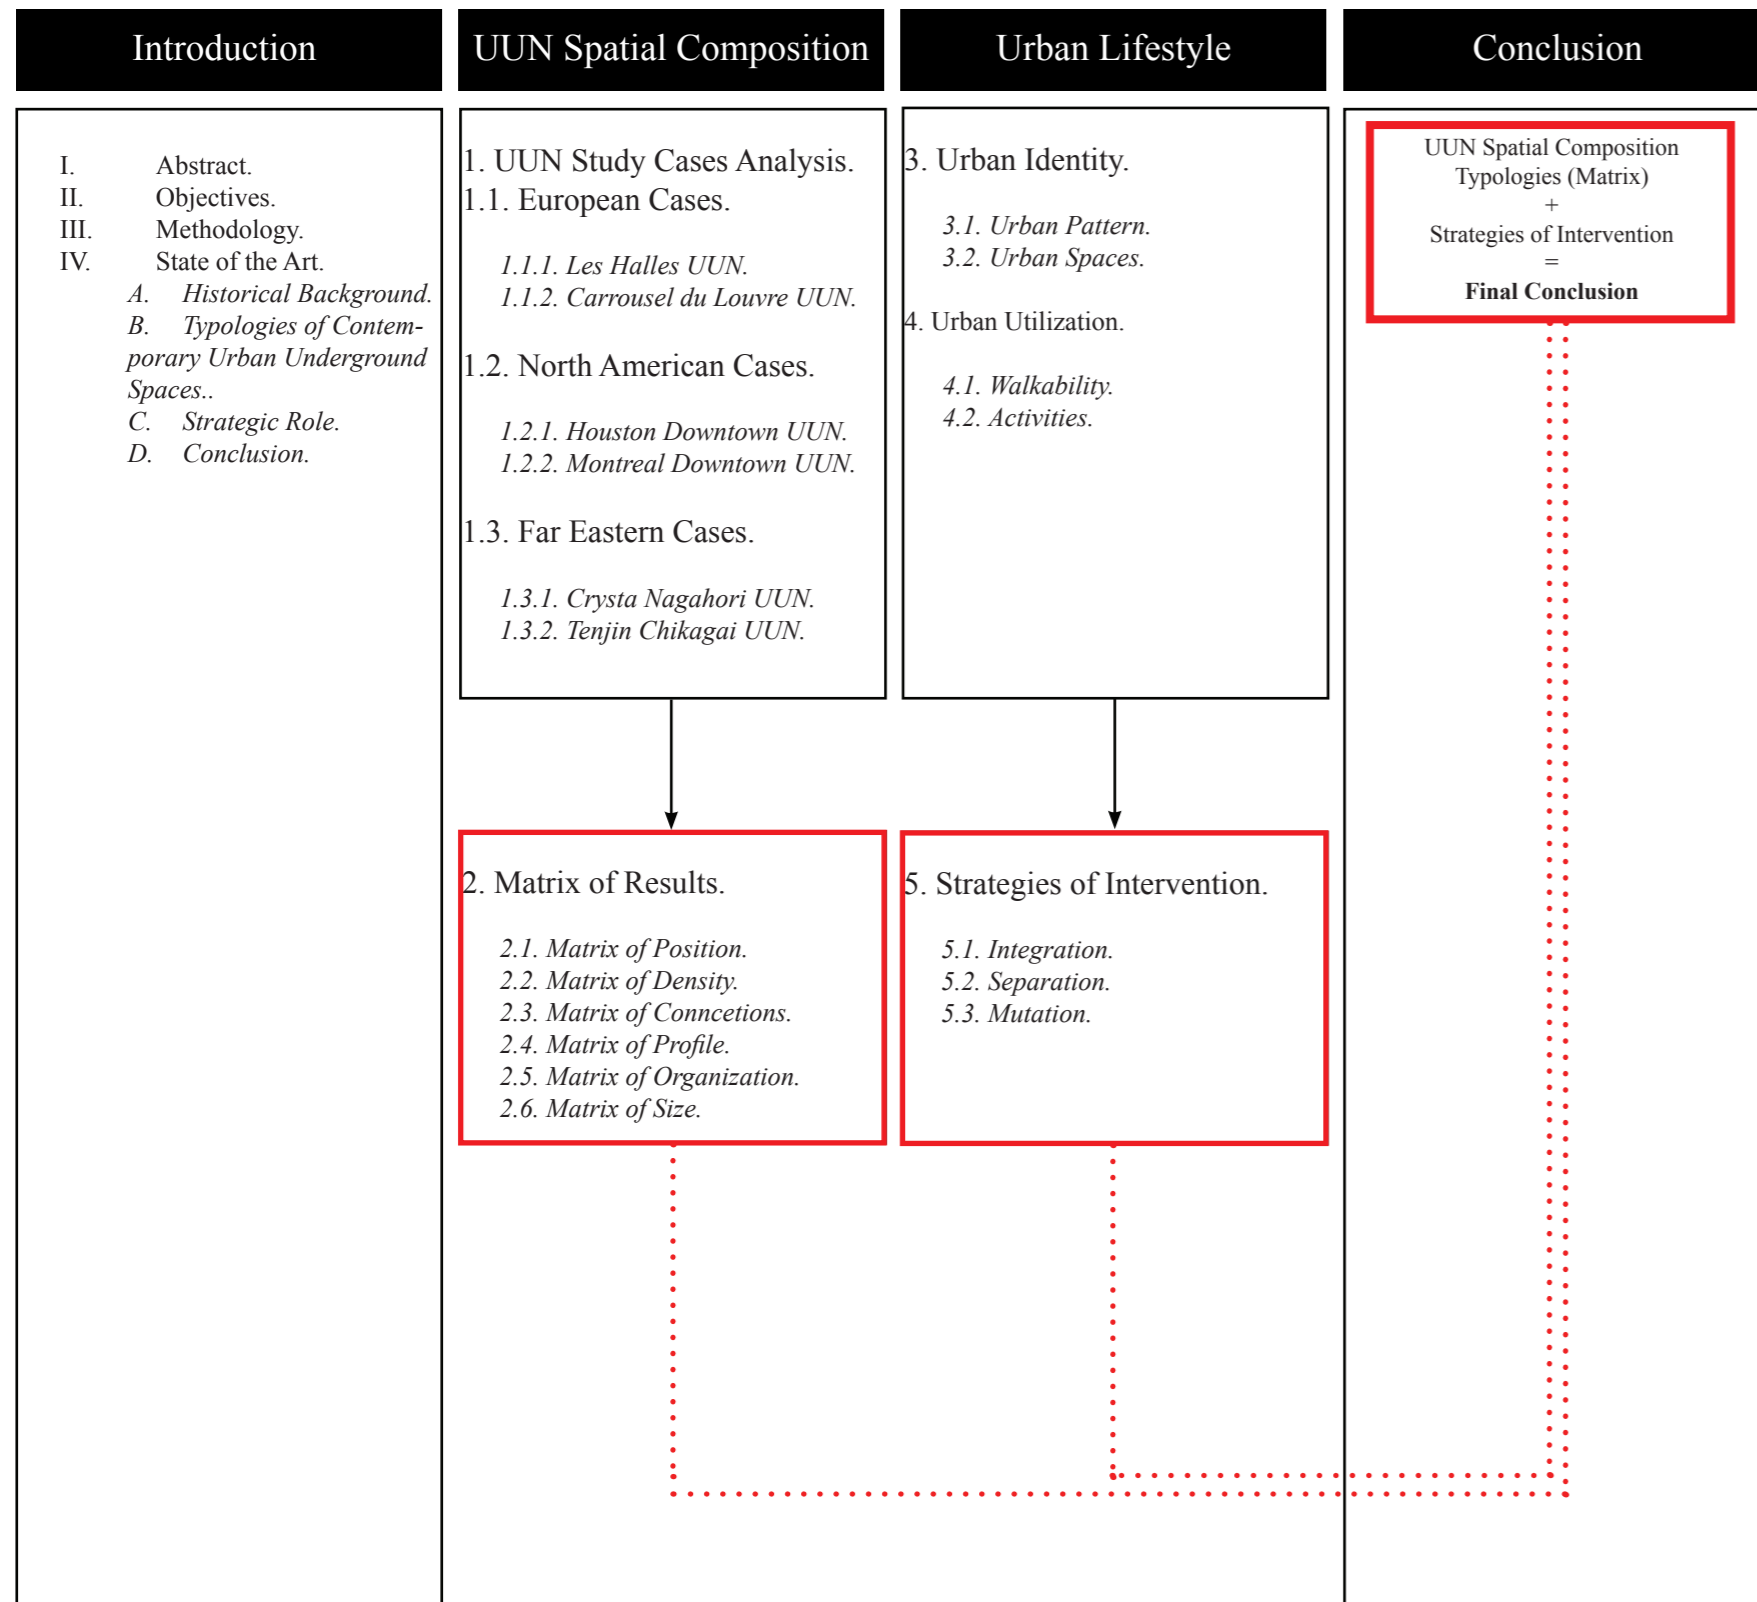 Introduction
I. Abstract.
II. Objectives.
III. Methodology.
IV. State of the Art.
A. Historical Background.
B. Typologies of Contem-
porary Urban Underground
Spaces..
C. Strategic Role.
D. Conclusion.
UUN Spatial Composition
1. UUN Study Cases Analysis.
1.1. European Cases.
1.1.1. Les Halles UUN.
1.1.2. Carrousel du Louvre UUN.
1.2. North American Cases.
1.2.1. Houston Downtown UUN.
1.2.2. Montreal Downtown UUN.
1.3. Far Eastern Cases.
1.3.1. Crysta Nagahori UUN.
1.3.2. Tenjin Chikagai UUN.
2. Matrix of Results.
2.1. Matrix of Position.
2.2. Matrix of Density.
2.3. Matrix of Conncetions.
2.4. Matrix of Profile.
2.5. Matrix of Organization.
2.6. Matrix of Size.
Urban Lifestyle
3. Urban Identity.
3.1. Urban Pattern.
3.2. Urban Spaces.
4. Urban Utilization.
4.1. Walkability.
4.2. Activities.
5. Strategies of Intervention.
5.1. Integration.
5.2. Separation.
5.3. Mutation.
Conclusion
UUN Spatial Composition
Typologies (Matrix)
+
Strategies of Intervention
=
Final Conclusion